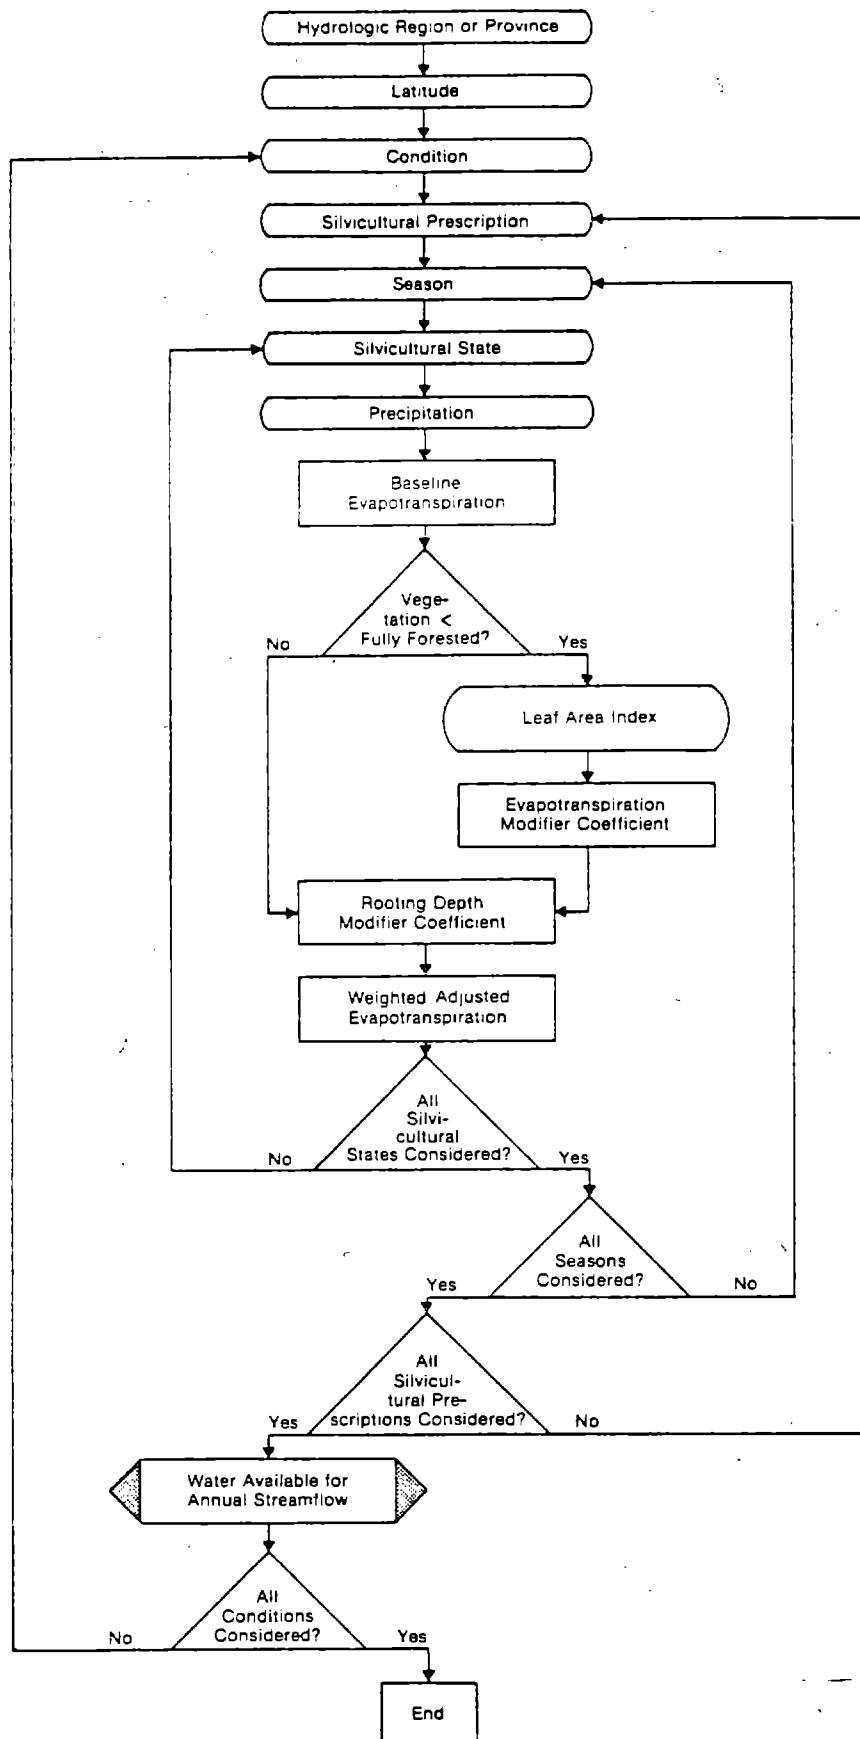 Hydrologic Region or Province
Latitude
Condition
Silvicultural Prescription
Season
Silvicultural State
Precipitation
Baseline
Evapotranspiration
Vege-
tation <
Fully Forested?
No
Yes
Leaf Area Index
Evapotranspiration
Modifier Coefficient
Rooting Depth
Modifier Coefficient
Weighted Adjusted
Evapotranspiration
All
Silvi-
cultural
States Considered?
No
Yes
All
Seasons
Considered?
Yes
No
All
Silvicul-
tural Pre-
scriptions Considered?
Yes
No
Water Available for
Annual Streamflow
All
Conditions
Considered?
No
Yes
End